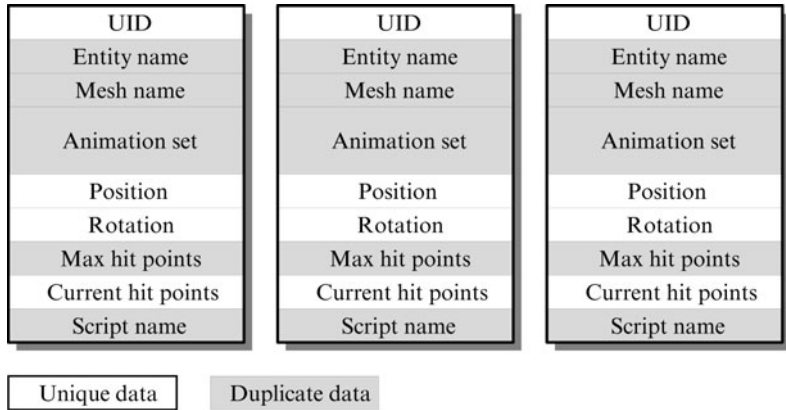 UID
Entity name
Mesh name
Animation set
Position
Rotation
Max hit points
Current hit points
Script name
UID
Entity name
Mesh name
Animation set
Position
Rotation
Max hit points
Current hit points
Script name
UID
Entity name
Mesh name
Animation set
Position
Rotation
Max hit points
Current hit points
Script name
Unique data
Duplicate data